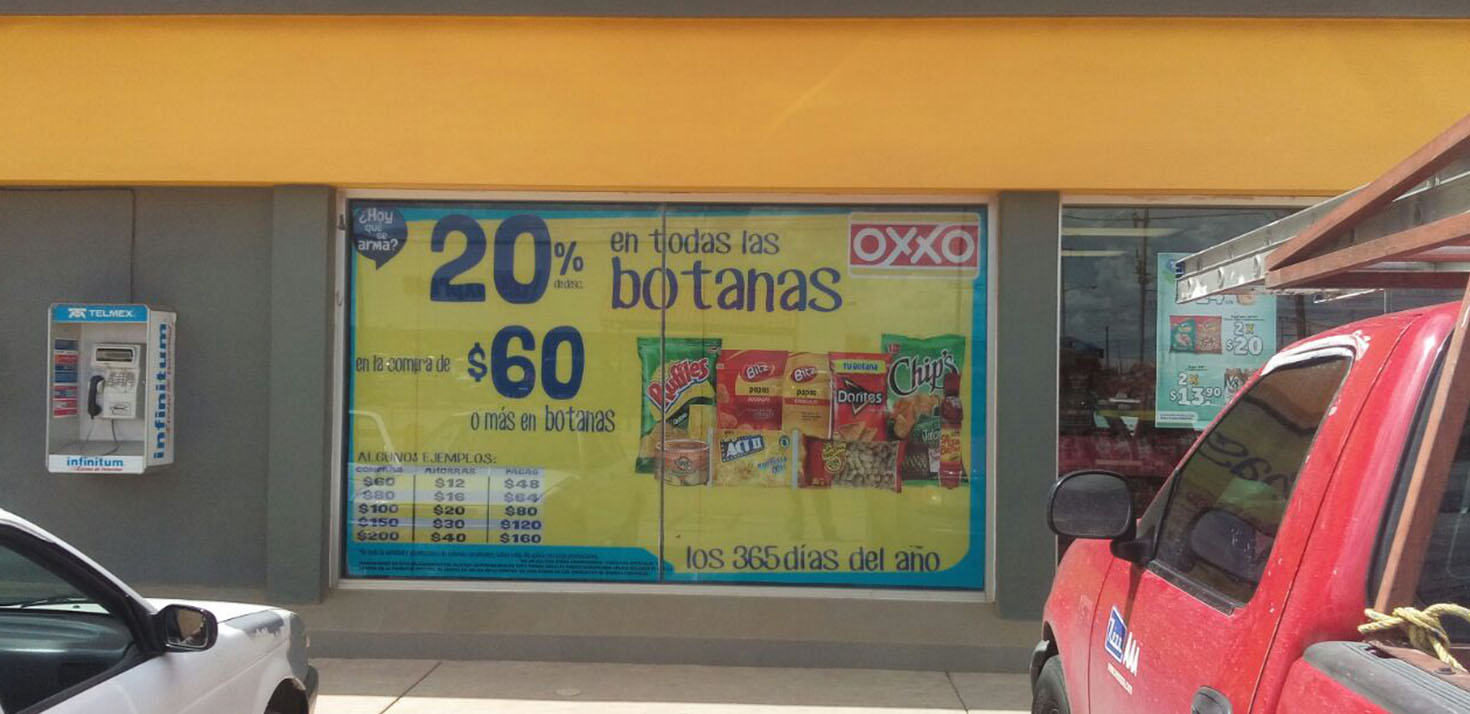 ¿Hoy
que
se
arma?
20%
de desc.
en todas las
botanas
OXXO
en la compra de
$60
o más en botanas
ALGUNOS EJEMPLOS:
COMPRAS AHORRAS PAGAS
$60 $12 $48
$80 $16 $64
$100 $20 $80
$150 $30 $120
$200 $40 $160
los 365 días del año
Ruffles
Bitz
papas
Bitz
papas
TU BOTANA
Doritos
Chip's
ACT II
TELMEX
infinitum
infinitum
2x
$20
2x
$13.90